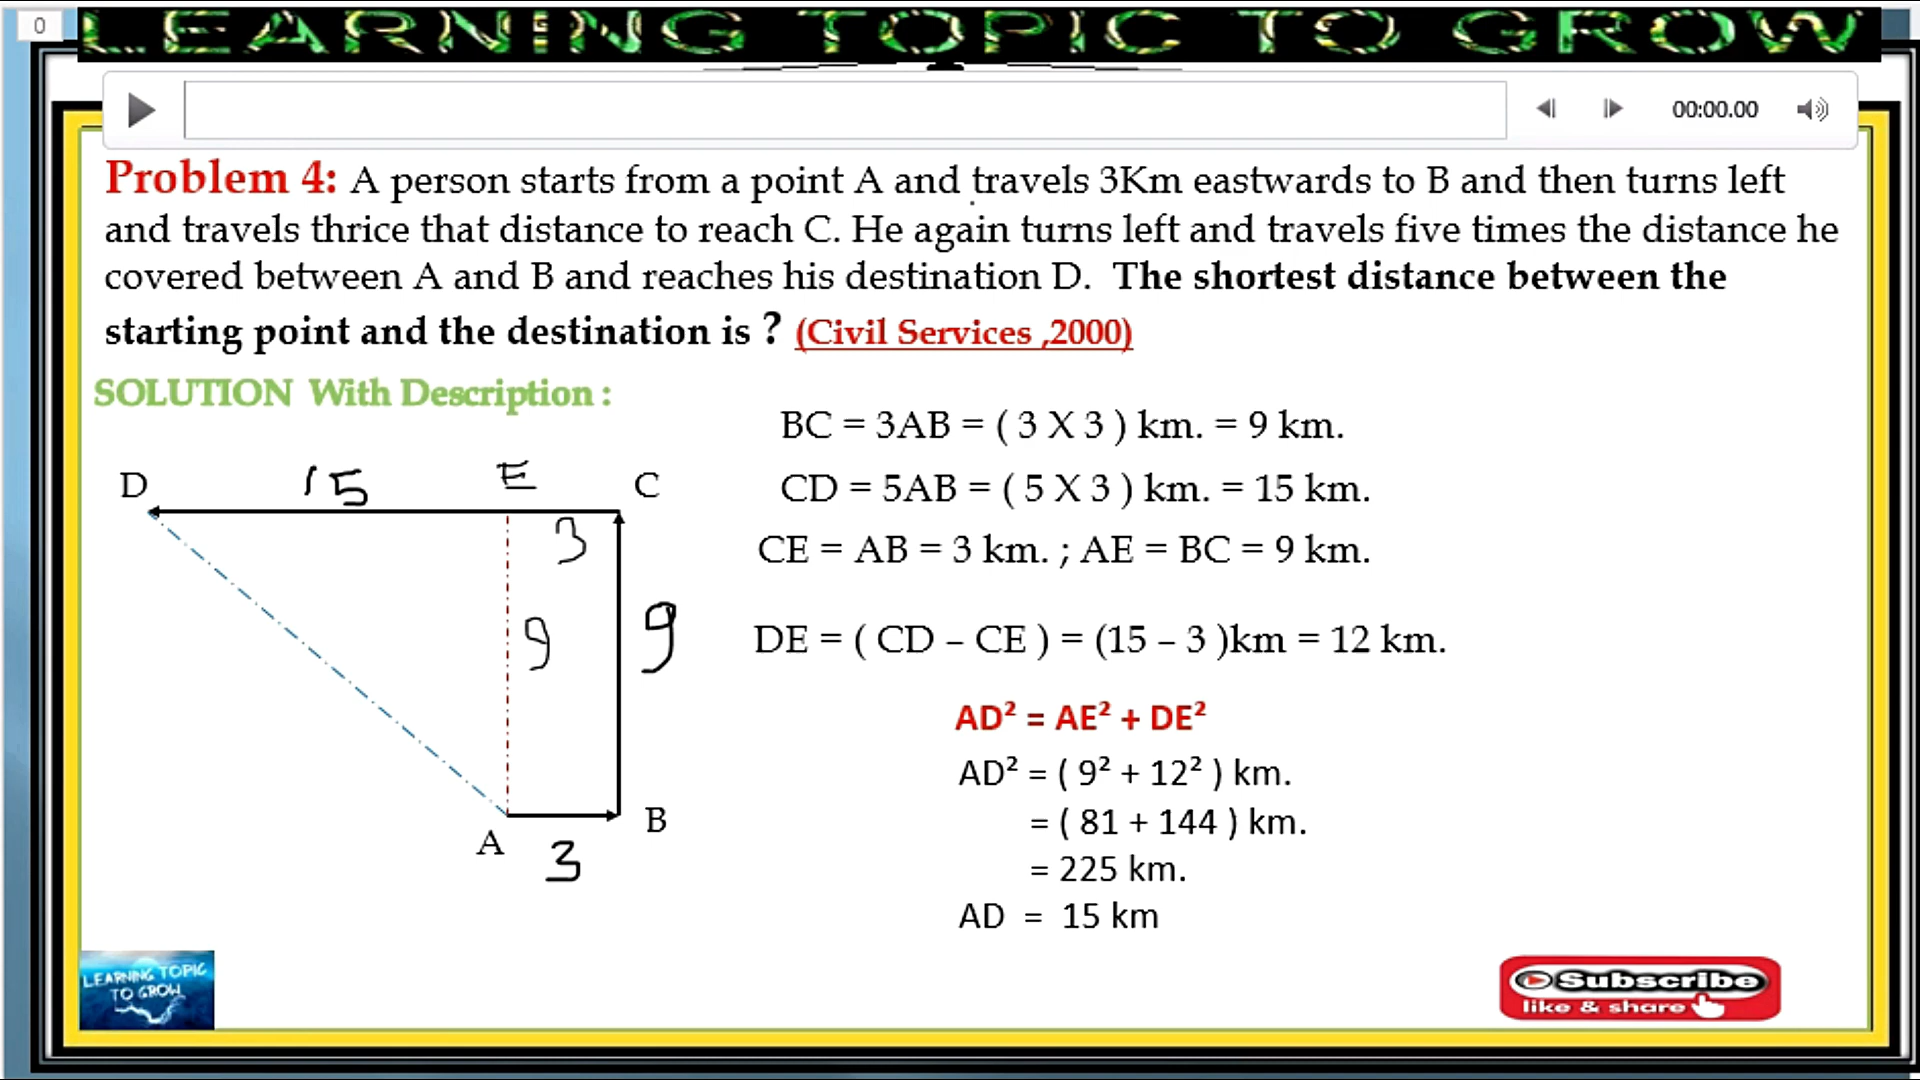 0
LEARNING TOPIC TO GROW
00:00.00
Problem 4: A person starts from a point A and travels 3Km eastwards to B and then turns left
and travels thrice that distance to reach C. He again turns left and travels five times the distance he
covered between A and B and reaches his destination D. The shortest distance between the
starting point and the destination is ? (Civil Services ,2000)
SOLUTION With Description :
BC = 3AB = ( 3 X 3 ) km. = 9 km.
D 15 E C
CD = 5AB = ( 5 X 3 ) km. = 15 km.
3
CE = AB = 3 km. ; AE = BC = 9 km.
9 9
DE = ( CD – CE ) = (15 – 3 )km = 12 km.
AD² = AE² + DE²
AD² = ( 9² + 12² ) km.
= ( 81 + 144 ) km.
A B
3
= 225 km.
AD = 15 km
LEARNING TOPIC
TO GROW
Subscribe
like & share